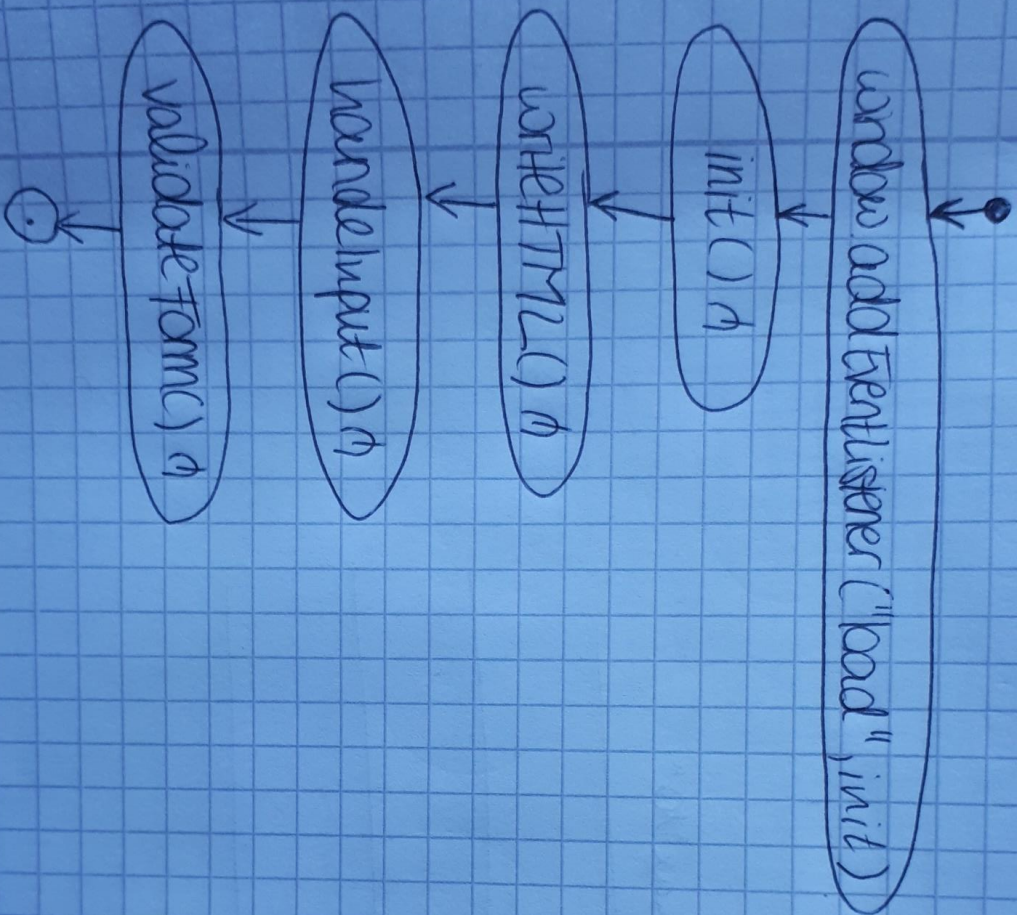 window.addEventListener("load", init)
init() ⋔
writeHTML() ⋔
handleInput() ⋔
validateForm() ⋔